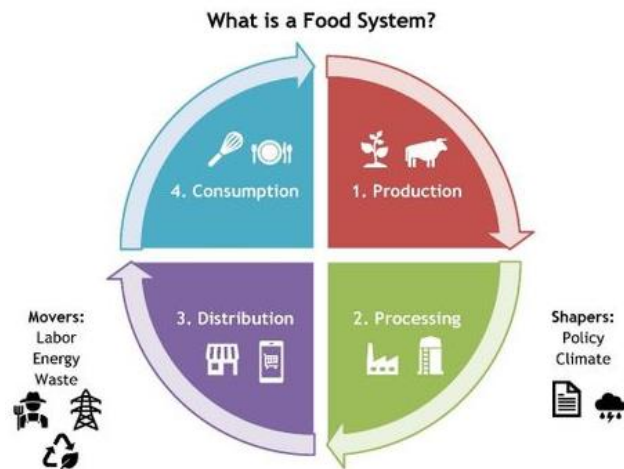 What is a Food System?
4. Consumption
1. Production
3. Distribution
2. Processing
Movers:
Labor
Energy
Waste
Shapers:
Policy
Climate